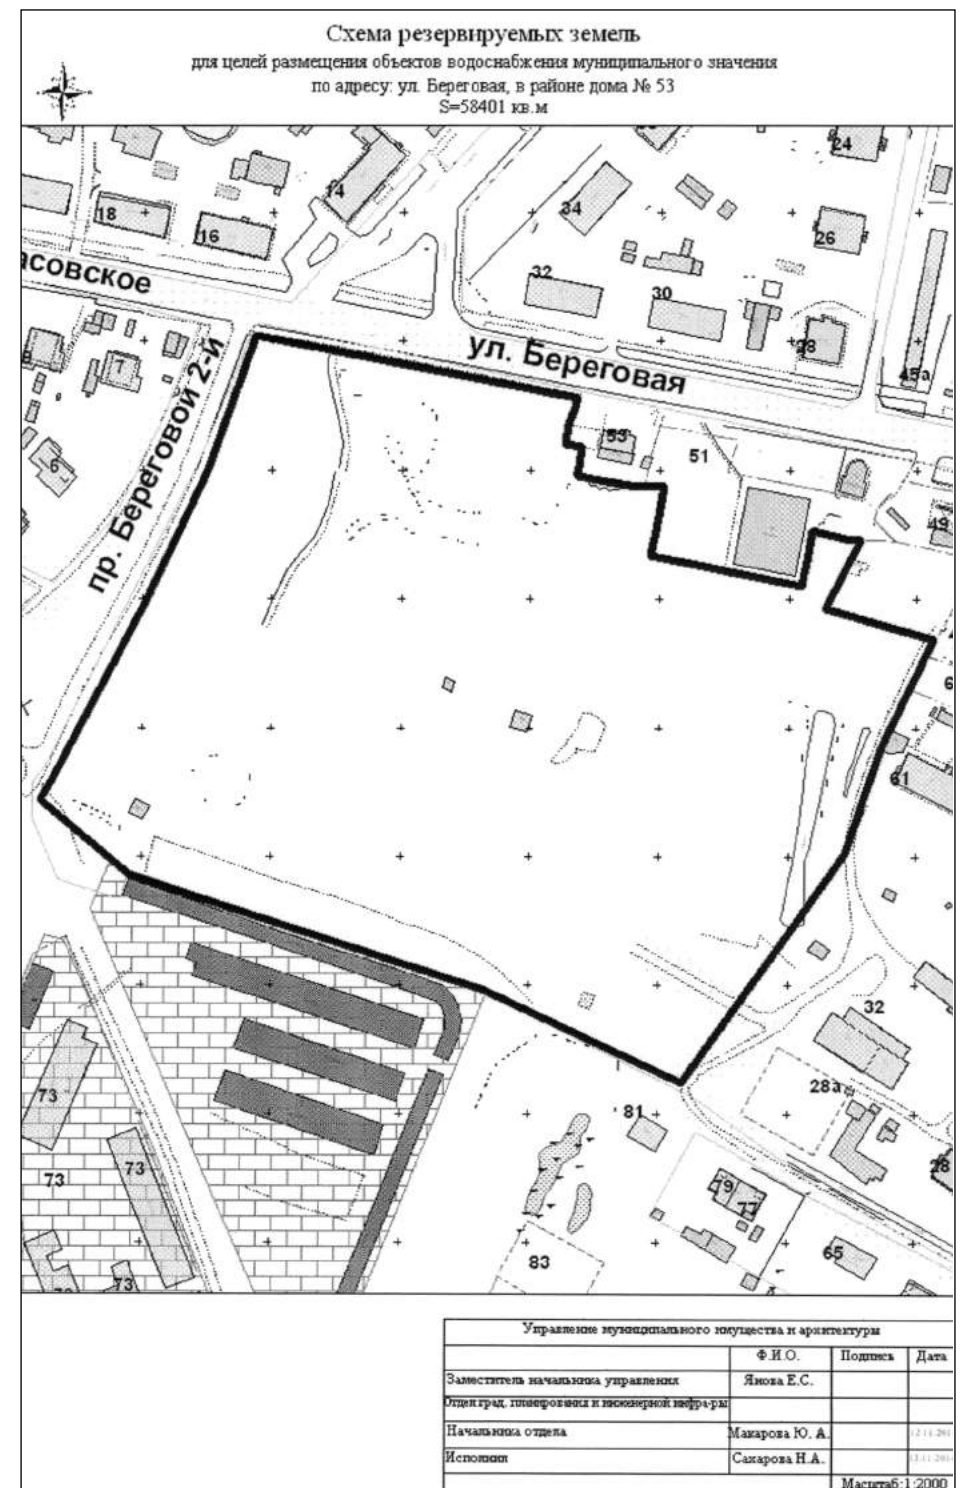 Схема резервируемых земель
для целей размещения объектов водоснабжения муниципального значения
по адресу: ул. Береговая, в районе дома № 53
S=58401 кв.м
24
14
34
18
16
26
32
30
асовское
28
45а
ул. Береговая
7
пр. Береговой 2-й
53
51
6
49
61
32
28а
73
81
28
73
73
79
77
83
65
73
Управление муниципального имущества и архитектуры
Ф.И.О. Подпись Дата
Заместитель начальника управления Янова Е.С.
Отдел град. планирования и инженерной инфра-ры
Начальника отдела Макарова Ю. А.
Исполнил Сахарова Н.А.
Масштаб:1:2000